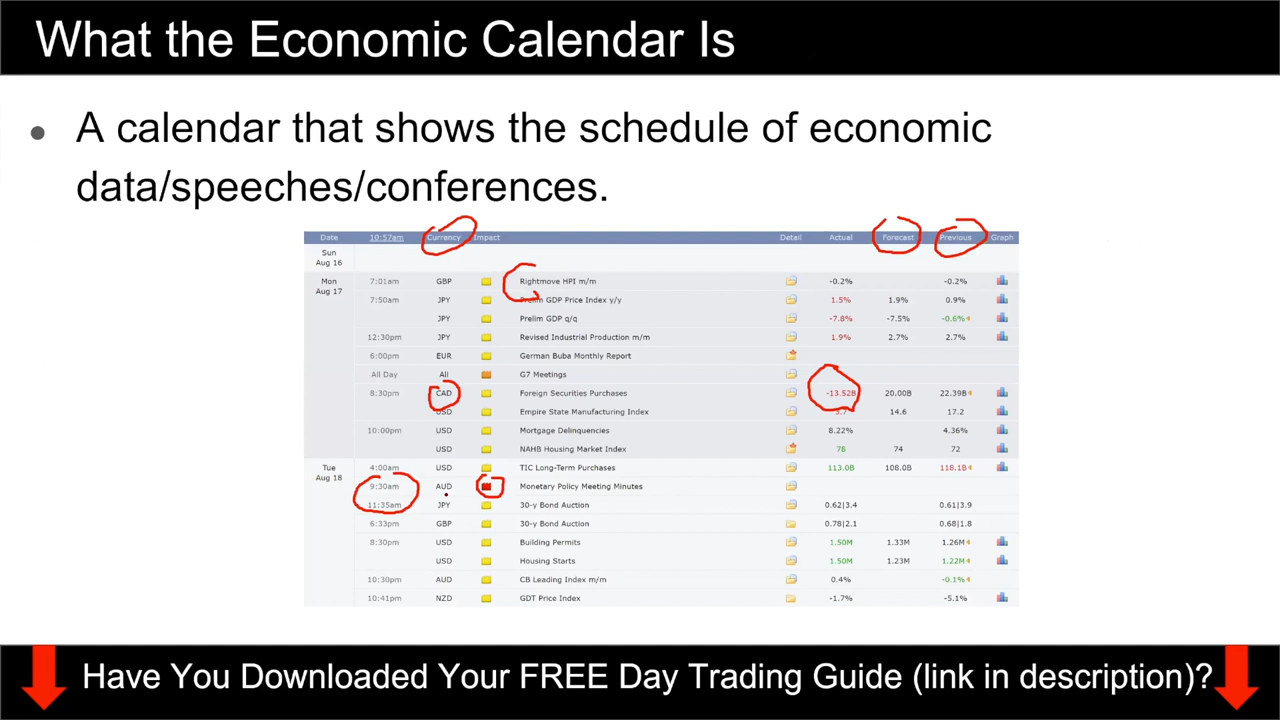 What the Economic Calendar Is
● A calendar that shows the schedule of economic
data/speeches/conferences.
Date 10:57am Currency Impact Detail Actual Forecast Previous Graph
Sun
Aug 16
Mon
Aug 17
7:01am GBP Rightmove HPI m/m -0.2% -0.2%
7:50am JPY Prelim GDP Price Index y/y 1.5% 1.9% 0.9%
JPY Prelim GDP q/q -7.8% -7.5% -0.6%
12:30pm JPY Revised Industrial Production m/m 1.9% 2.7% 2.7%
6:00pm EUR German Buba Monthly Report
All Day All G7 Meetings
8:30pm CAD Foreign Securities Purchases -13.52B 20.00B 22.39B
USD Empire State Manufacturing Index 3.7 14.6 17.2
10:00pm USD Mortgage Delinquencies 8.22% 4.36%
USD NAHB Housing Market Index 78 74 72
Tue
Aug 18
4:00am USD TIC Long-Term Purchases 113.0B 108.0B 118.1B
9:30am AUD Monetary Policy Meeting Minutes
11:35am JPY 30-y Bond Auction 0.62|3.4 0.61|3.9
6:33pm GBP 30-y Bond Auction 0.78|2.1 0.68|1.8
8:30pm USD Building Permits 1.50M 1.33M 1.26M
USD Housing Starts 1.50M 1.23M 1.22M
10:30pm AUD CB Leading Index m/m 0.4% -0.1%
10:41pm NZD GDT Price Index -1.7% -5.1%
Have You Downloaded Your FREE Day Trading Guide (link in description)?